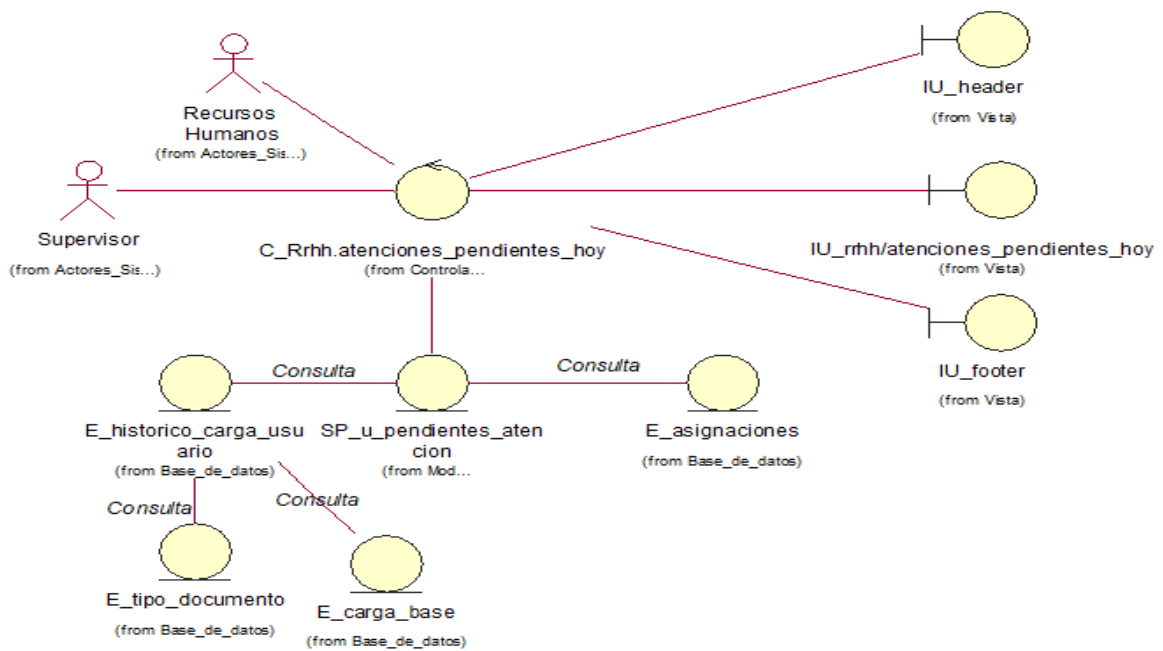 Recursos
Humanos
(from Actores_Sis...)
IU_header
(from Vista)
Supervisor
(from Actores_Sis...)
C_Rrhh.atenciones_pendientes_hoy
(from Controla...
IU_rrhh/atenciones_pendientes_hoy
(from Vista)
IU_footer
(from Vista)
Consulta
Consulta
E_historico_carga_usu
ario
(from Base_de_datos)
SP_u_pendientes_aten
cion
(from Mod...
E_asignaciones
(from Base_de_datos)
Consulta
Consulta
E_tipo_documento
(from Base_de_datos)
E_carga_base
(from Base_de_datos)